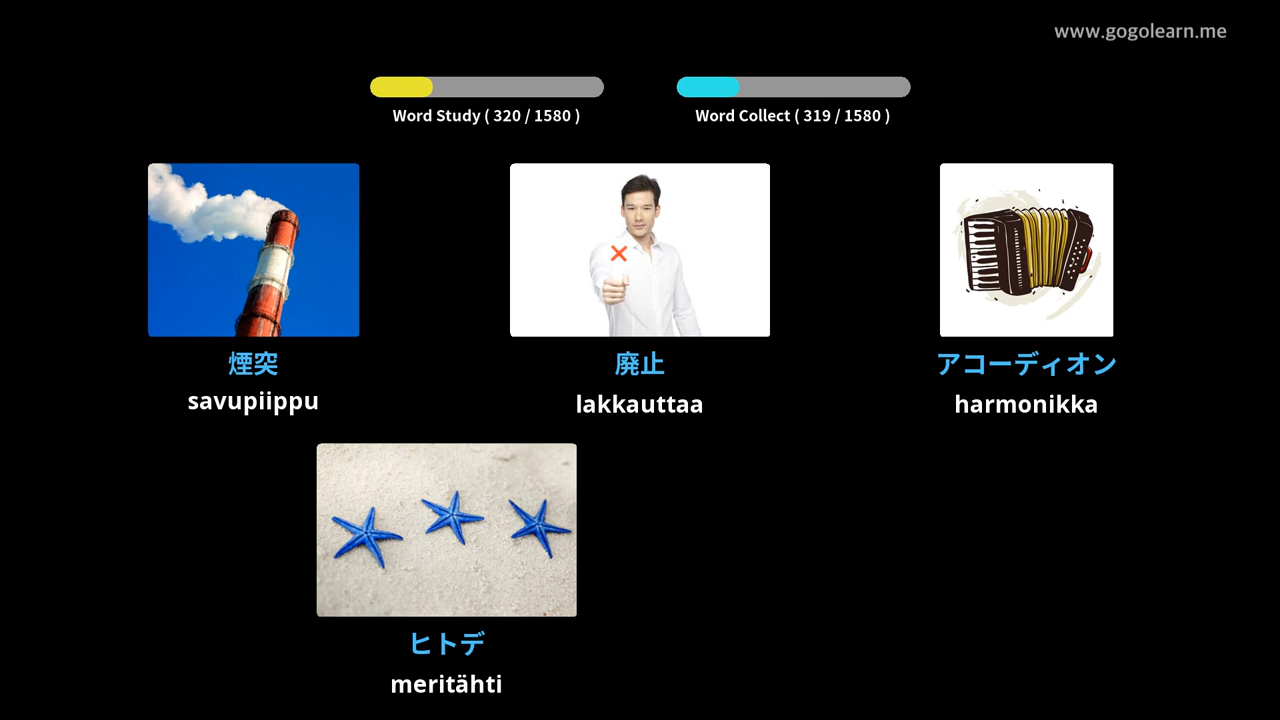 www.gogolearn.me
Word Study ( 320 / 1580 )
Word Collect ( 319 / 1580 )
煙突
savupiippu
廃止
lakkauttaa
アコーディオン
harmonikka
ヒトデ
meritähti